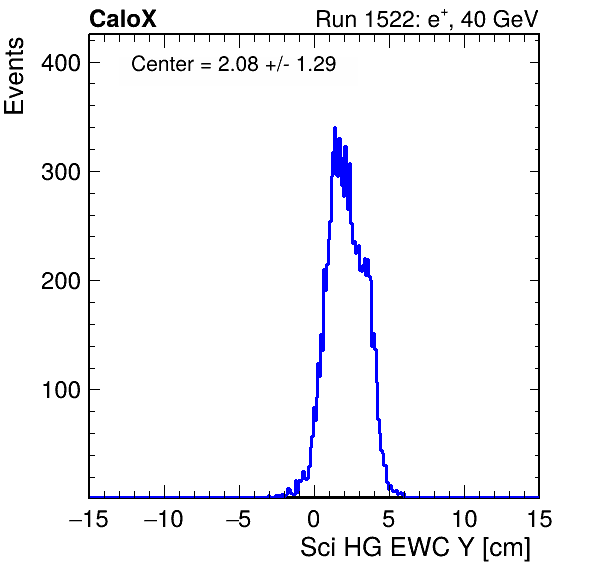 CaloX Run 1522: e⁺, 40 GeV
Center = 2.08 +/- 1.29
Events
400
300
200
100
−15 −10 −5 0 5 10 15
Sci HG EWC Y [cm]